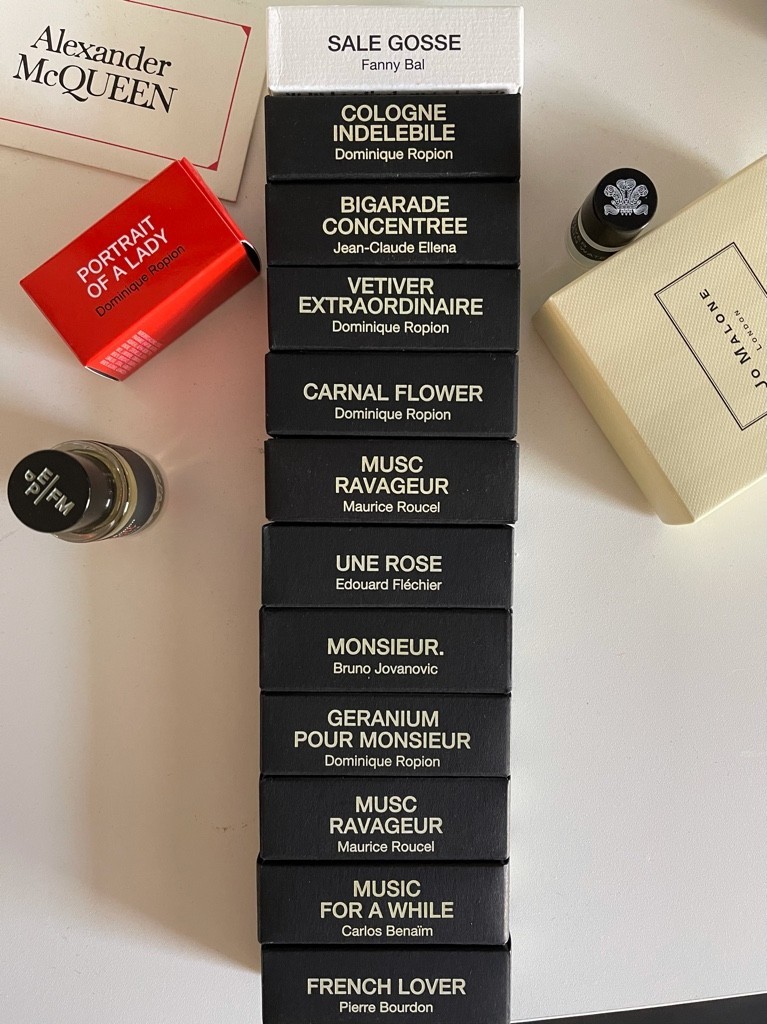 Alexander
McQUEEN
SALE GOSSE
Fanny Bal
COLOGNE
INDELEBILE
Dominique Ropion
BIGARADE
CONCENTREE
Jean-Claude Ellena
VETIVER
EXTRAORDINAIRE
Dominique Ropion
CARNAL FLOWER
Dominique Ropion
MUSC
RAVAGEUR
Maurice Roucel
UNE ROSE
Edouard Fléchier
MONSIEUR.
Bruno Jovanovic
GERANIUM
POUR MONSIEUR
Dominique Ropion
MUSC
RAVAGEUR
Maurice Roucel
MUSIC
FOR A WHILE
Carlos Benaïm
FRENCH LOVER
Pierre Bourdon
PORTRAIT
OF A LADY
Dominique Ropion
JO MALONE
LONDON